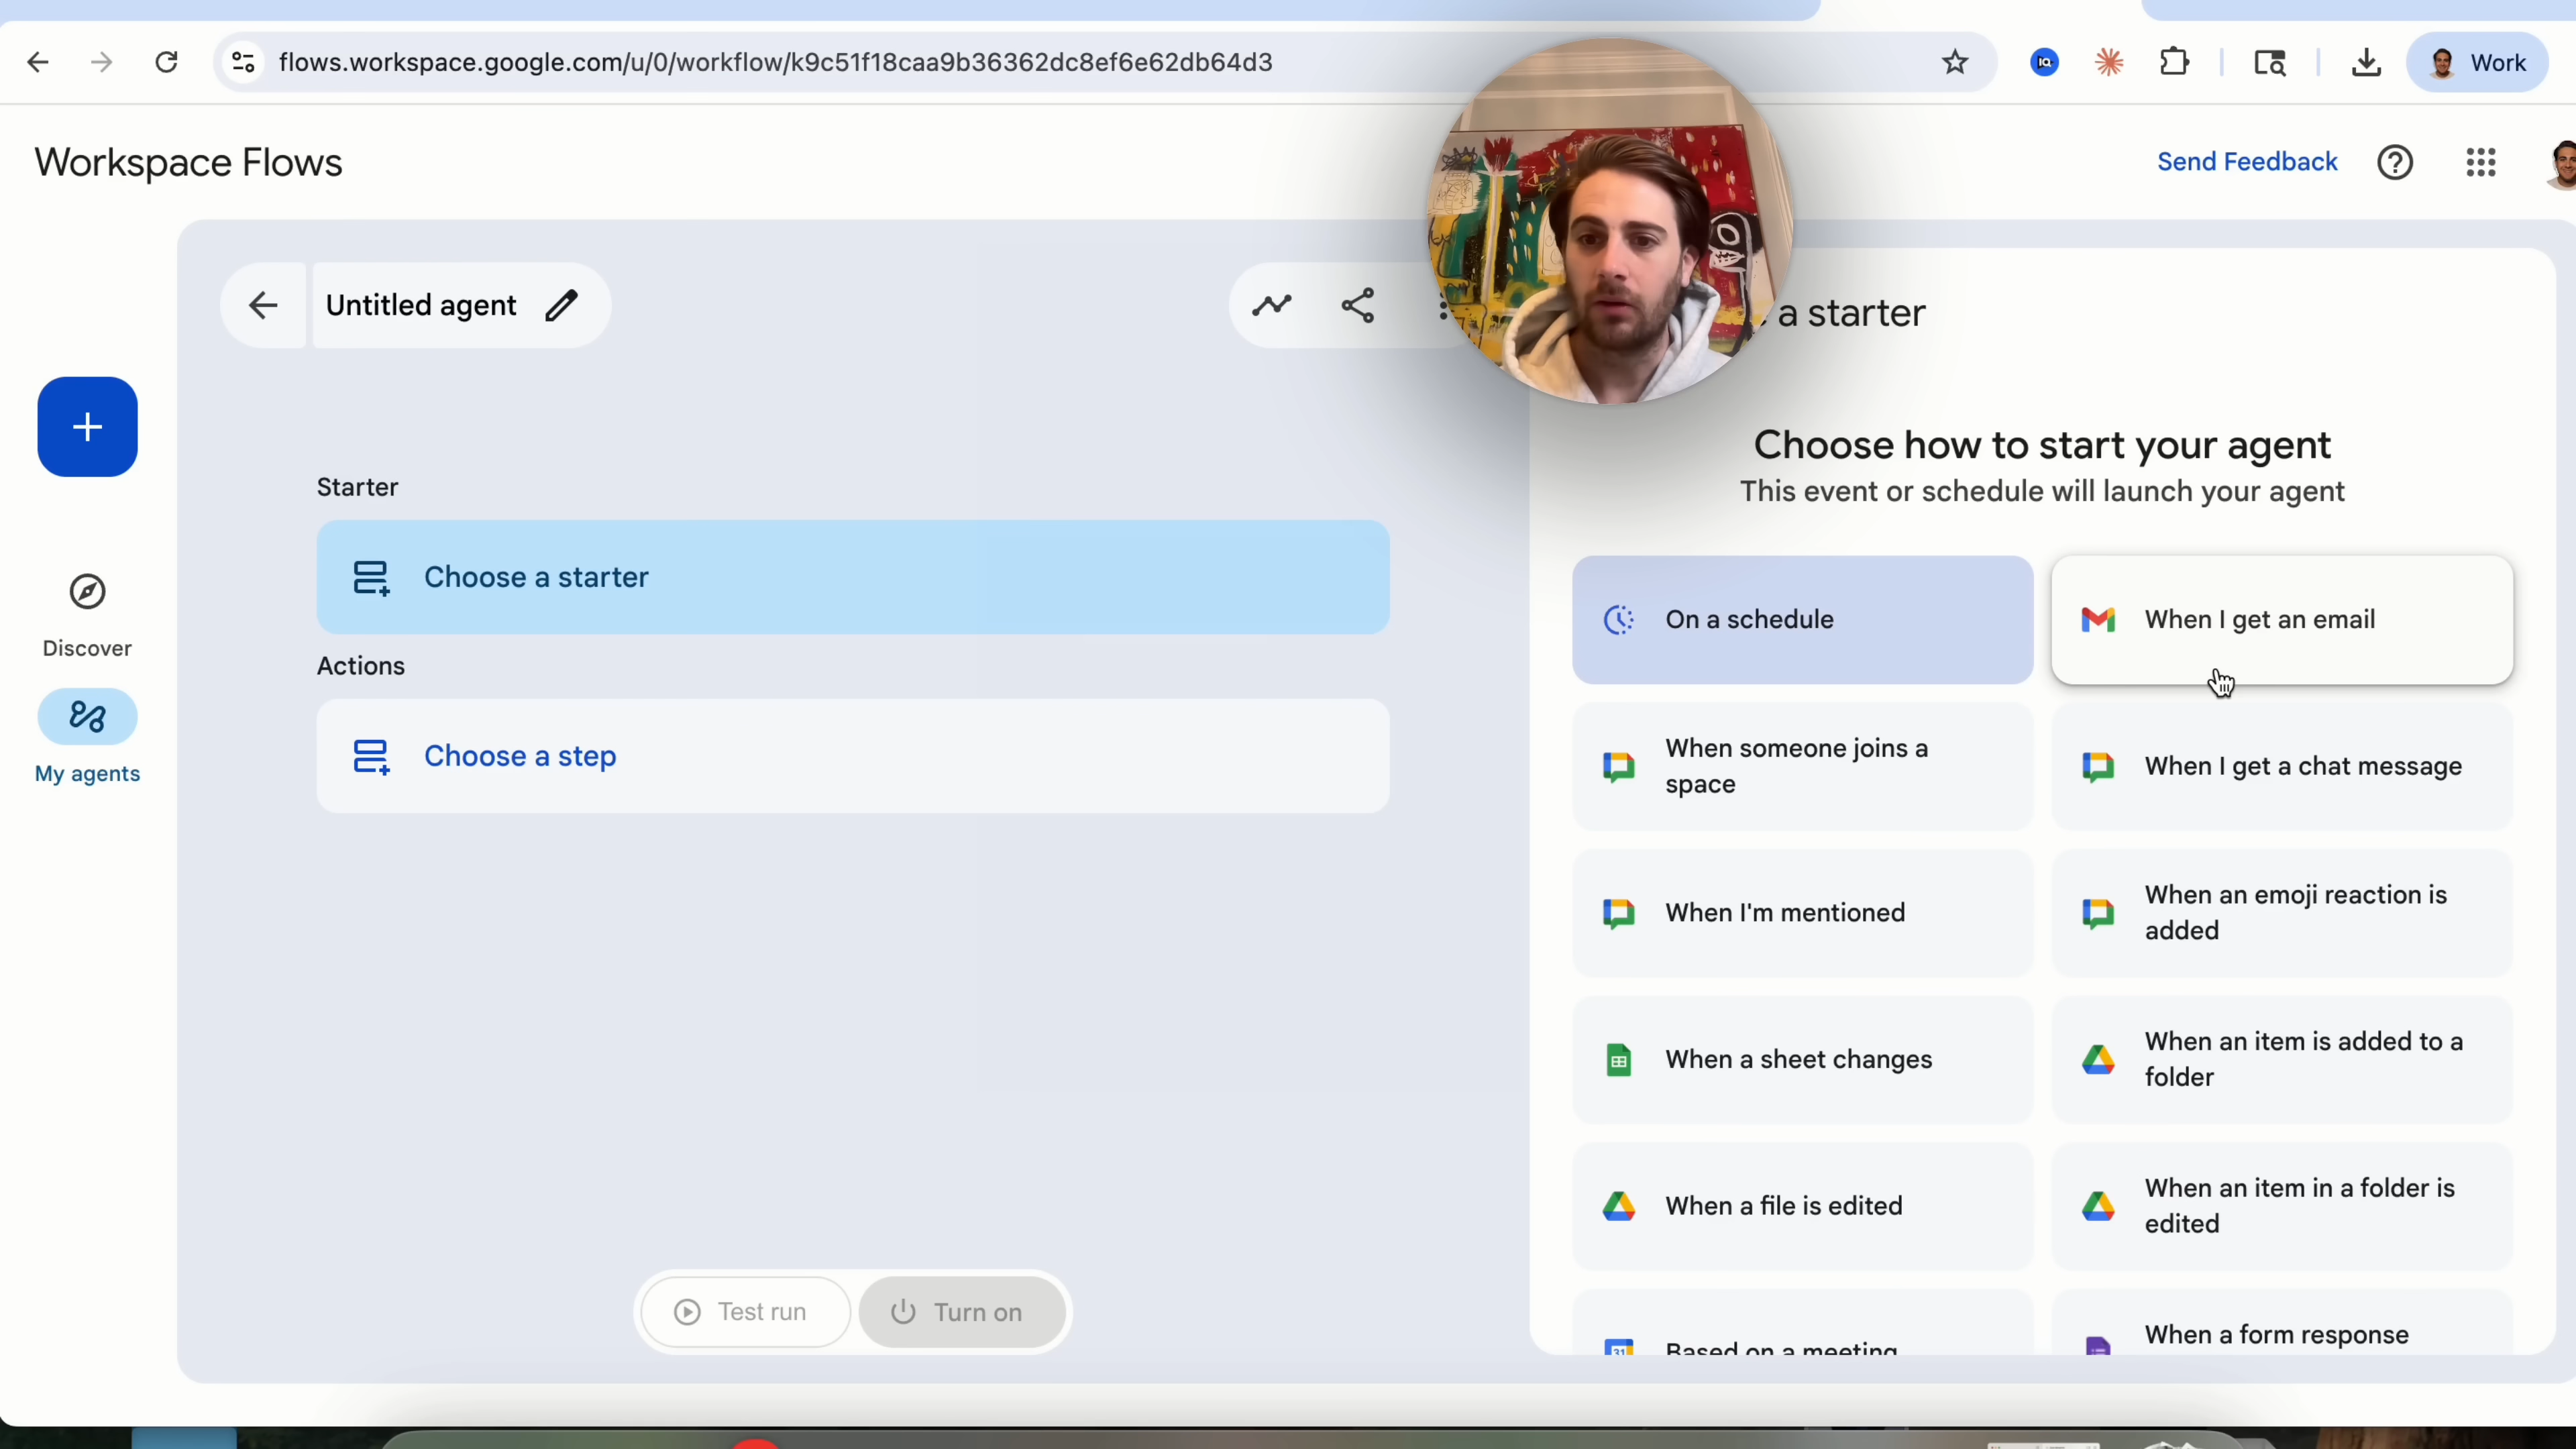 flows.workspace.google.com/u/0/workflow/k9c51f18caa9b36362dc8ef6e62db64d3
Work
Workspace Flows
Send Feedback
Untitled agent
a starter
Choose how to start your agent
This event or schedule will launch your agent
Starter
Choose a starter
Actions
Choose a step
Discover
My agents
On a schedule
When I get an email
When someone joins a
space
When I get a chat message
When I'm mentioned
When an emoji reaction is
added
When a sheet changes
When an item is added to a
folder
When a file is edited
When an item in a folder is
edited
Based on a meeting
When a form response
Test run
Turn on